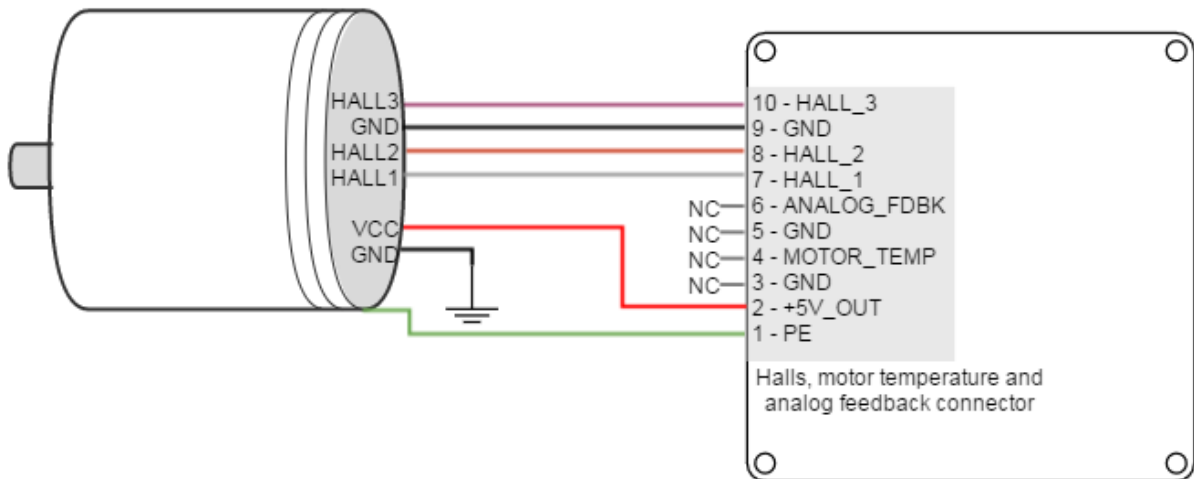 HALL3
GND
HALL2
HALL1
VCC
GND
10 - HALL_3
9 - GND
8 - HALL_2
7 - HALL_1
NC 6 - ANALOG_FDBK
NC 5 - GND
NC 4 - MOTOR_TEMP
NC 3 - GND
2 - +5V_OUT
1 - PE
Halls, motor temperature and
analog feedback connector